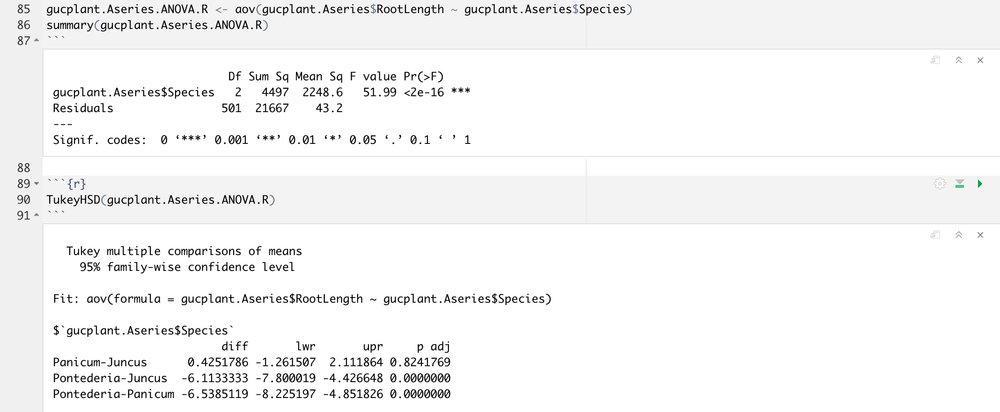 85 gucplant.Aseries.ANOVA.R <- aov(gucplant.Aseries$RootLength ~ gucplant.Aseries$Species)
86 summary(gucplant.Aseries.ANOVA.R)
87 ```
Df Sum Sq Mean Sq F value Pr(>F)
gucplant.Aseries$Species 2 4497 2248.6 51.99 <2e-16 ***
Residuals 501 21667 43.2
---
Signif. codes: 0 ‘***’ 0.001 ‘**’ 0.01 ‘*’ 0.05 ‘.’ 0.1 ‘ ’ 1
88
89 ```{r}
90 TukeyHSD(gucplant.Aseries.ANOVA.R)
91 ```
Tukey multiple comparisons of means
95% family-wise confidence level
Fit: aov(formula = gucplant.Aseries$RootLength ~ gucplant.Aseries$Species)
$`gucplant.Aseries$Species`
diff lwr upr p adj
Panicum-Juncus 0.4251786 -1.261507 2.111864 0.8241769
Pontederia-Juncus -6.1133333 -7.800019 -4.426648 0.0000000
Pontederia-Panicum -6.5385119 -8.225197 -4.851826 0.0000000